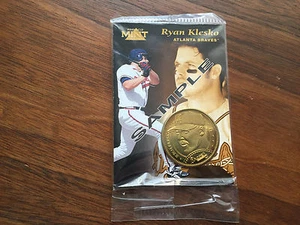 MINT
Ryan Klesko
ATLANTA BRAVES
SAMPLE